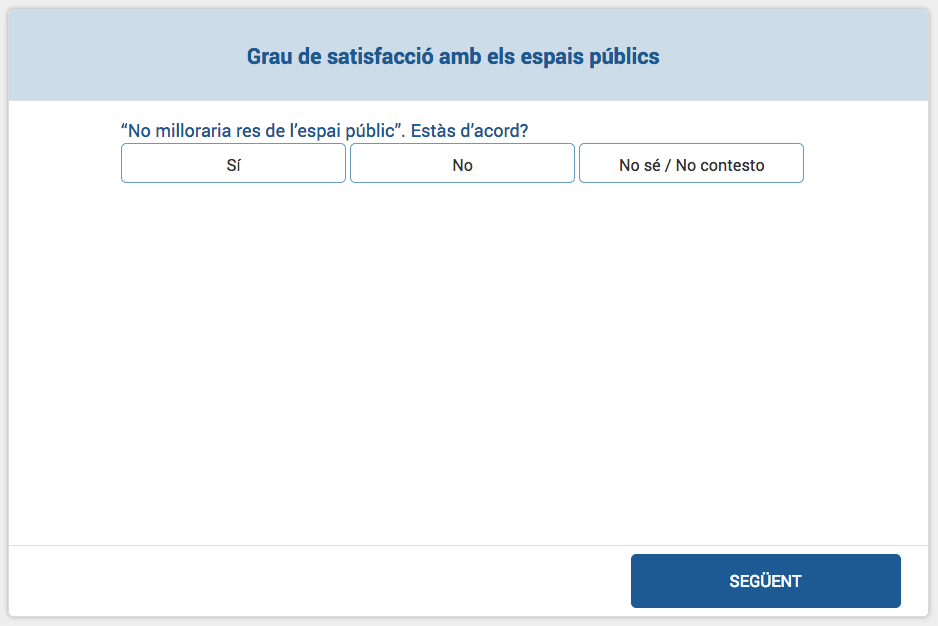 Grau de satisfacció amb els espais públics
“No milloraria res de l’espai públic”. Estàs d’acord?
Sí No No sé / No contesto
SEGÜENT